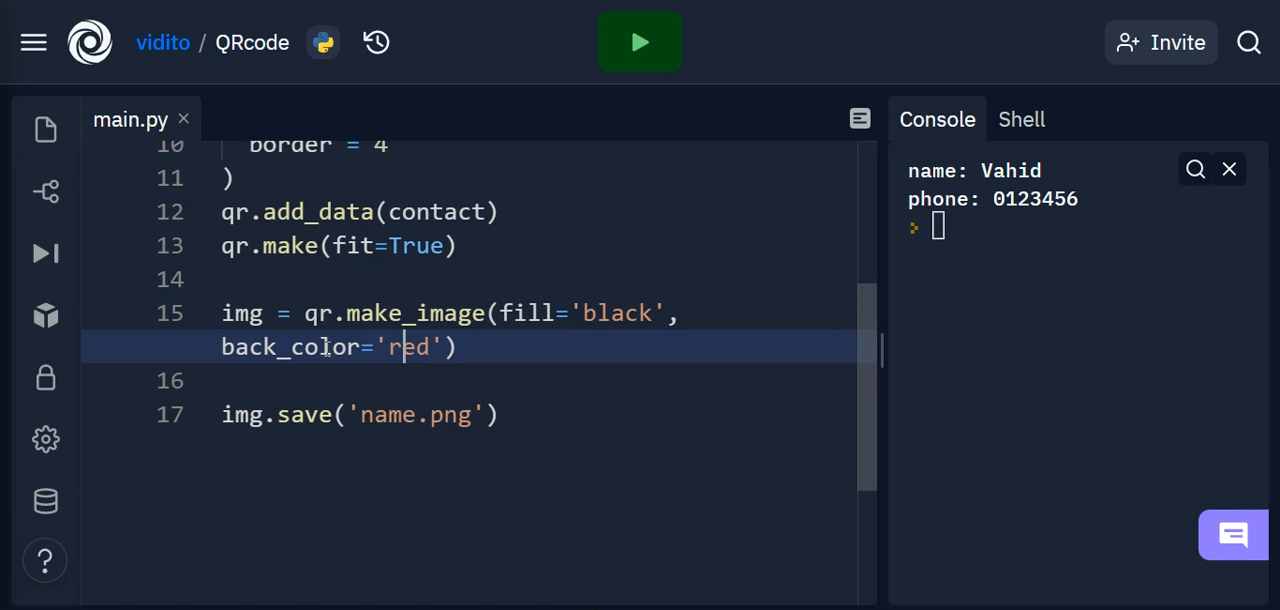 vidito / QRcode
Invite
main.py
Console Shell
10 border = 4
11 )
12 qr.add_data(contact)
13 qr.make(fit=True)
14
15 img = qr.make_image(fill='black',
back_color='red')
16
17 img.save('name.png')
name: Vahid
phone: 0123456